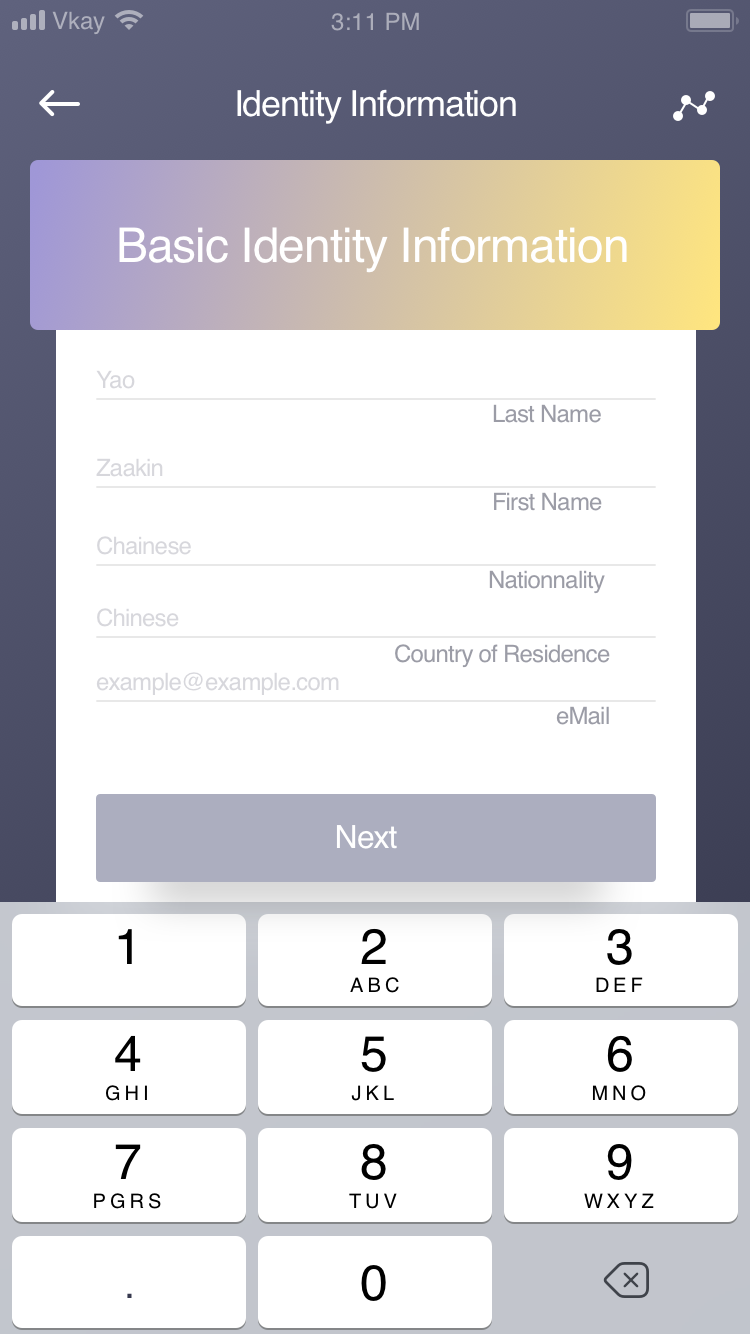 Vkay 3:11 PM
Identity Information
Basic Identity Information
Yao
Last Name
Zaakin
First Name
Chainese
Nationnality
Chinese
Country of Residence
example@example.com
eMail
Next
1 2 3
ABC DEF
4 5 6
GHI JKL MNO
7 8 9
PGRS TUV WXYZ
. 0